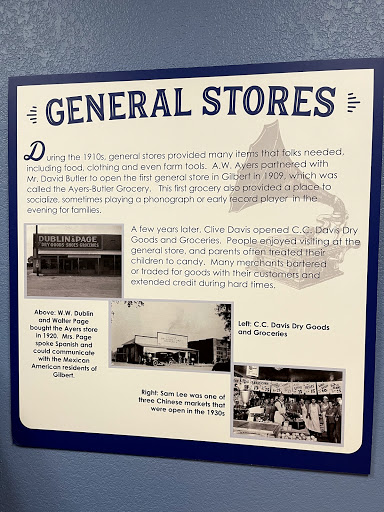 GENERAL STORES
During the 1910s, general stores provided many items that folks needed,
including food, clothing and even farm tools. A.W. Ayers partnered with
Mr. David Butler to open the first general store in Gilbert in 1909, which was
called the Ayers-Butler Grocery. This first grocery also provided a place to
socialize, sometimes playing a phonograph or early record player in the
evening for families.
A few years later, Clive Davis opened C.C. Davis Dry
Goods and Groceries. People enjoyed visiting at the
general store, and parents often treated their
children to candy. Many merchants bartered
or traded for goods with their customers and
extended credit during hard times.
DUBLIN & PAGE
DRY GOODS SHOES GROCERIES
Above: W.W. Dublin
and Walter Page
bought the Ayers store
in 1920. Mrs. Page
spoke Spanish and
could communicate
with the Mexican
American residents of
Gilbert.
Left: C.C. Davis Dry Goods
and Groceries
Right: Sam Lee was one of
three Chinese markets that
were open in the 1930s